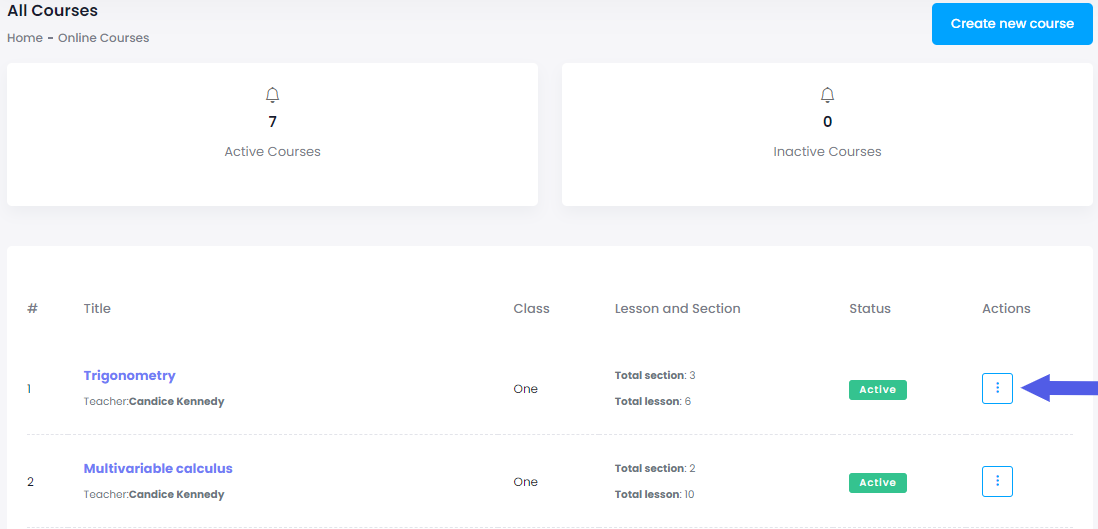 All Courses
Create new course
Home - Online Courses
7
Active Courses
0
Inactive Courses
# Title Class Lesson and Section Status Actions
1 Trigonometry One Total section: 3 Active
Teacher:Candice Kennedy Total lesson: 6
2 Multivariable calculus One Total section: 2 Active
Teacher:Candice Kennedy Total lesson: 10